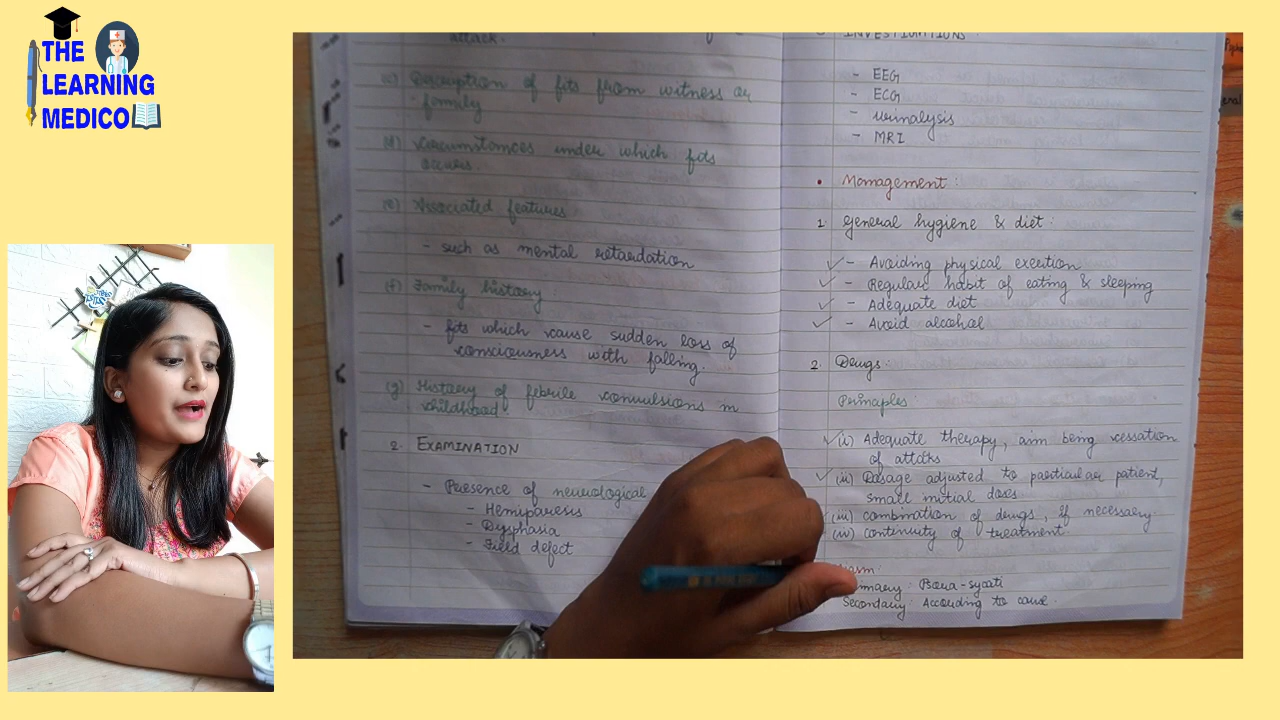 THE
LEARNING
MEDICO
attack.
(c) Description of fits from witness or
family
(d) Circumstances under which fits
occurs.
(e) Associated features
- such as mental retardation
(f) Family history :
- fits which cause sudden loss of
consciousness with falling.
(g) History of febrile convulsions in
childhood
2. EXAMINATION
- Presence of neurological
- Hemiparesis
- Dysphasia
- Field defect
INVESTIGATIONS
- EEG
- ECG
- urinalysis
- MRI
• Management :
1. General hygiene & diet :
- Avoiding physical exertion
- Regular habit of eating & sleeping
- Adequate diet
- Avoid alcohol
2. Drugs :
Principles :
(i) Adequate therapy, aim being cessation
of attacks
(ii) Dosage adjusted to particular patient,
small initial doses
(iii) combination of drugs, if necessary
(iv) continuity of treatment.
Psora-sycoti
Secondary : According to cause